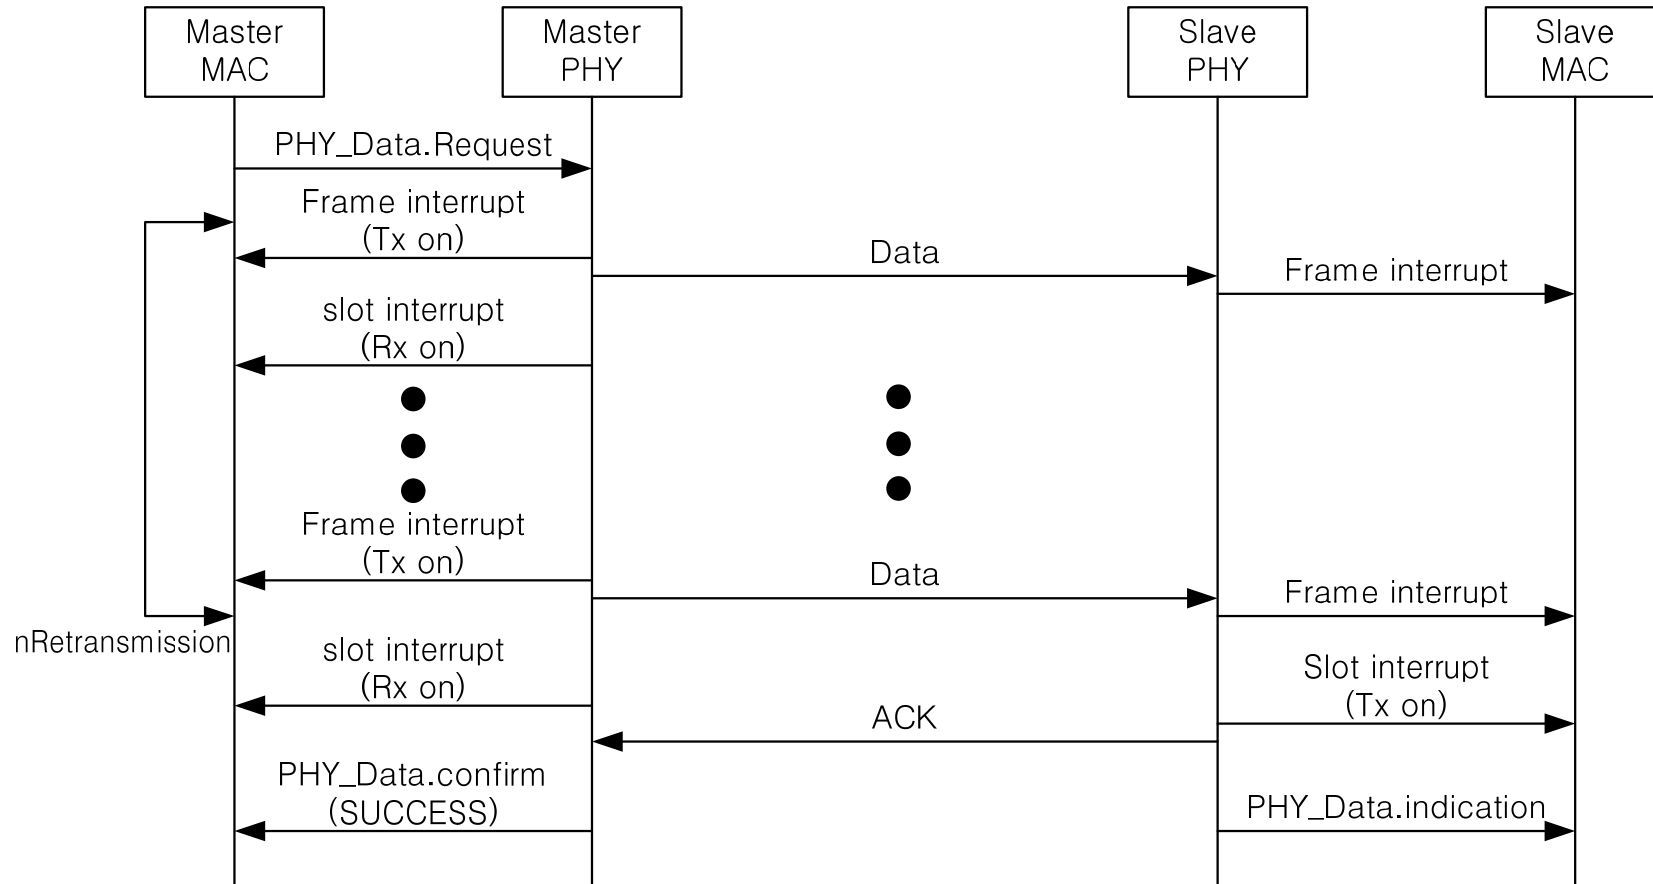 Master
MAC
Master
PHY
Slave
PHY
Slave
MAC
PHY_Data.Request
Frame interrupt
(Tx on)
Data
Frame interrupt
slot interrupt
(Rx on)
Frame interrupt
(Tx on)
Data
Frame interrupt
nRetransmission
slot interrupt
(Rx on)
Slot interrupt
(Tx on)
ACK
PHY_Data.confirm
(SUCCESS)
PHY_Data.indication